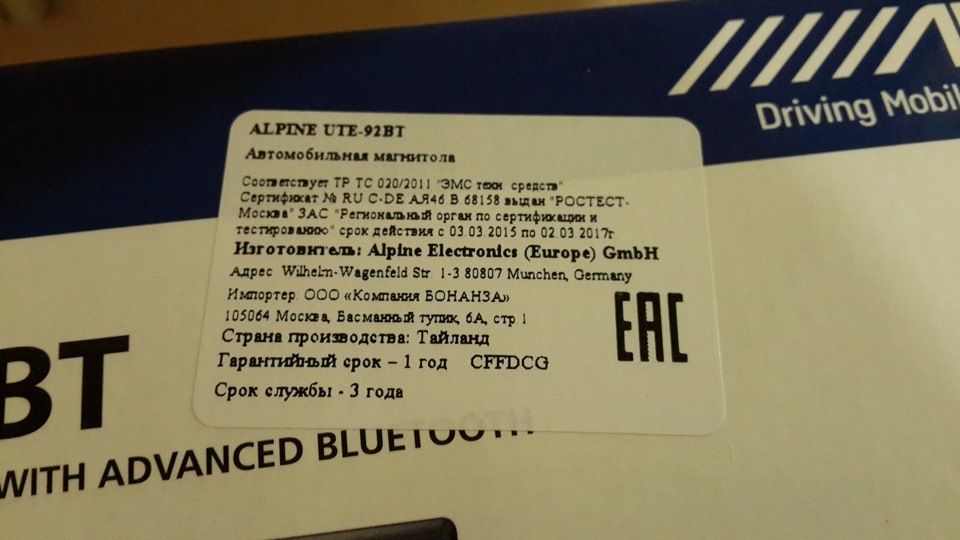 Driving Mobil
ALPINE UTE-92BT
Автомобильная магнитола
Соответствует ТР ТС 020/2011 "ЭМС техн средств"
Сертификат № RU C-DE АЯ46 В 68158 выдан "РОСТЕСТ-
Москва" ЗАС "Региональный орган по сертификации и
тестированию" срок действия с 03.03.2015 по 02.03.2017г.
Изготовитель: Alpine Electronics (Europe) GmbH
Адрес Wilhelm-Wagenfeld Str. 1-3 80807 Munchen, Germany
Импортер: ООО «Компания БОНАНЗА»
105064 Москва, Басманный тупик, 6А, стр.1
Страна производства: Тайланд
Гарантийный срок – 1 год CFFDCG
Срок службы - 3 года
EAC
BT
WITH ADVANCED BLUETOOTH